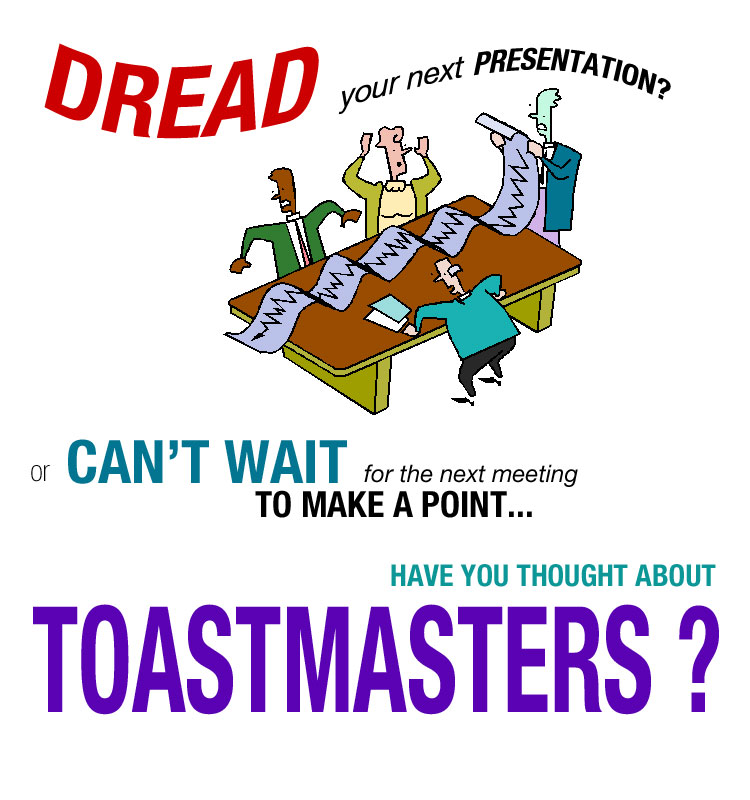 DREAD your next PRESENTATION?
or CAN'T WAIT for the next meeting
TO MAKE A POINT...
HAVE YOU THOUGHT ABOUT
TOASTMASTERS ?